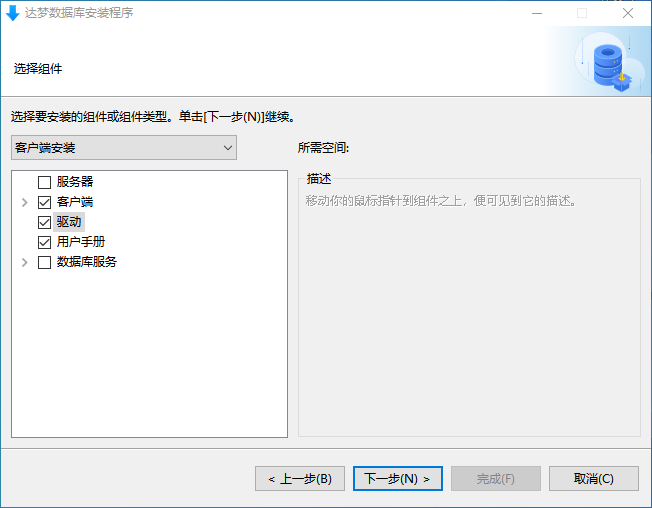 达梦数据库安装程序
选择组件
选择要安装的组件或组件类型。单击[下一步(N)]继续。
客户端安装
所需空间:
服务器
客户端
驱动
用户手册
数据库服务
描述
移动你的鼠标指针到组件之上，便可见到它的描述。
< 上一步(B)
下一步(N) >
完成(F)
取消(C)